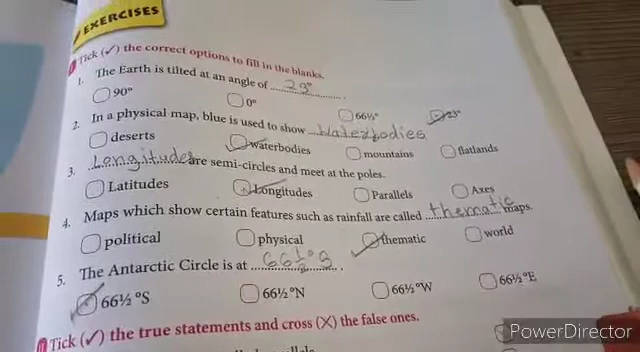 EXERCISES
Tick (✓) the correct options to fill in the blanks.
1. The Earth is tilted at an angle of 23°.
90° 0° 66½° 23°
2. In a physical map, blue is used to show waterbodies
deserts waterbodies mountains flatlands
3. Longitudes are semi-circles and meet at the poles.
Latitudes Longitudes Parallels Axes
4. Maps which show certain features such as rainfall are called thematic maps.
political physical thematic world
5. The Antarctic Circle is at 66½°S.
66½ °S 66½ °N 66½ °W 66½ °E
Tick (✓) the true statements and cross (✗) the false ones.
PowerDirector